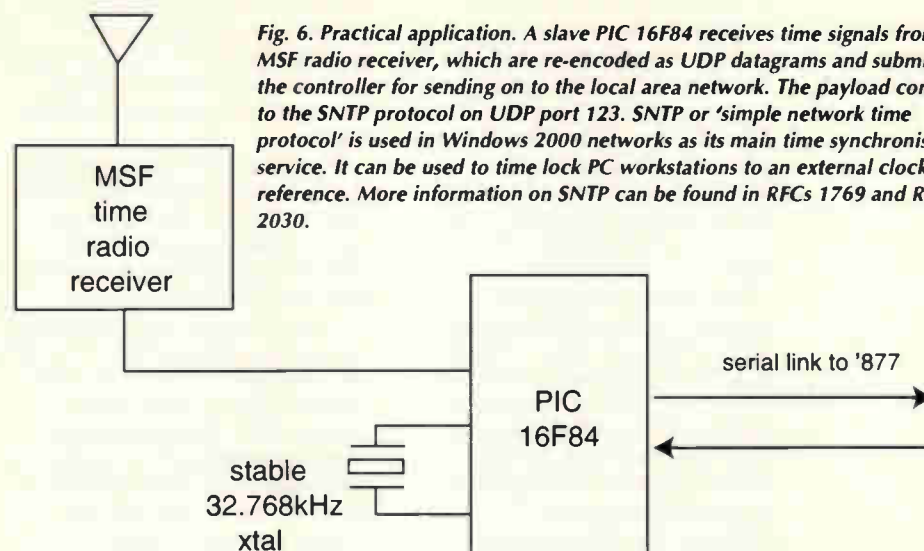 Fig. 6. Practical application. A slave PIC 16F84 receives time signals
MSF radio receiver, which are re-encoded as UDP datagrams and
the controller for sending on to the local area network. The payload
to the SNTP protocol on UDP port 123. SNTP or ‘simple network time
protocol’ is used in Windows 2000 networks as its main time
service. It can be used to time lock PC workstations to an external clock
reference. More information on SNTP can be found in RFCs 1769 and
2030.
MSF
time
radio
receiver
serial link to '877
PIC
16F84
stable
32.768kHz
xtal